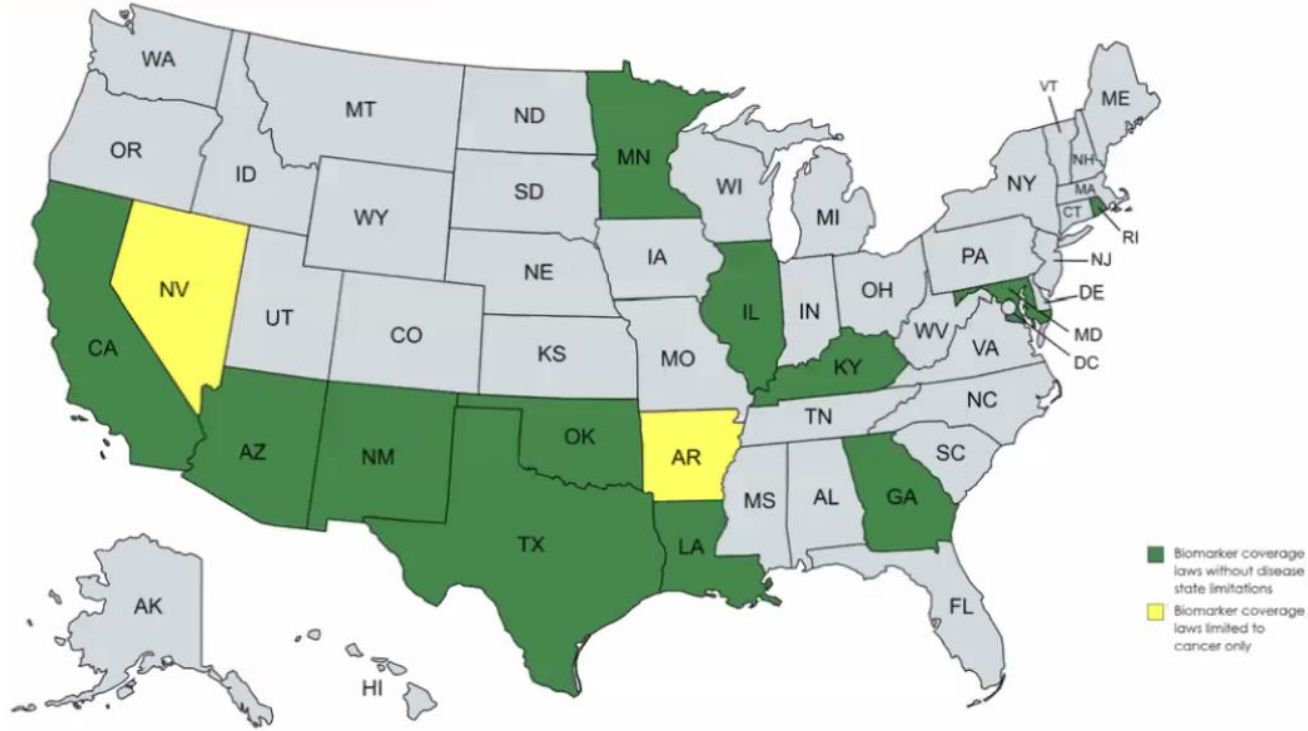 WA
MT
ND
MN
VT
ME
OR
ID
SD
WI
NH
NY
MA
WY
MI
CT
RI
IA
PA
NE
NJ
NV
OH
DE
UT
IL
IN
CO
WV
MD
CA
KS
MO
VA
KY
DC
NC
TN
OK
AZ
NM
AR
SC
MS
AL
GA
TX
LA
Biomarker coverage
laws without disease
state limitations
AK
FL
Biomarker coverage
laws limited to
cancer only
HI